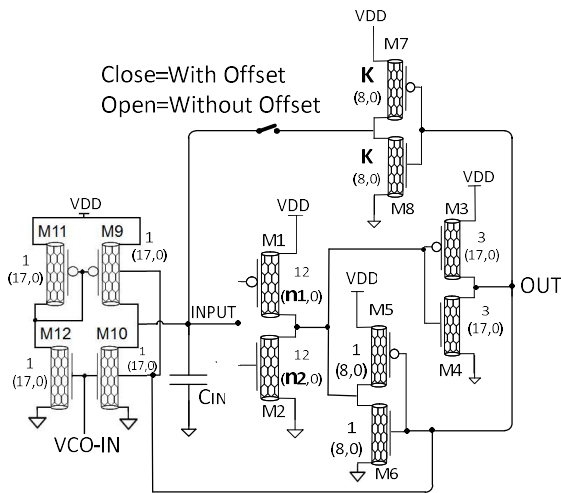 VDD
M7
Close=With Offset
K
(8,0)
Open=Without Offset
K
(8,0)
M8
VDD
VDD
M3
VDD
M11
M9
1
(17,0)
1
(17,0)
3
(17,0)
M1
12
(n1,0)
VDD
OUT
INPUT
M5
3
(17,0)
M12
M10
1
(17,0)
1
(17,0)
12
(n2,0)
1
(8,0)
M4
CIN
M2
1
(8,0)
VCO-IN
M6